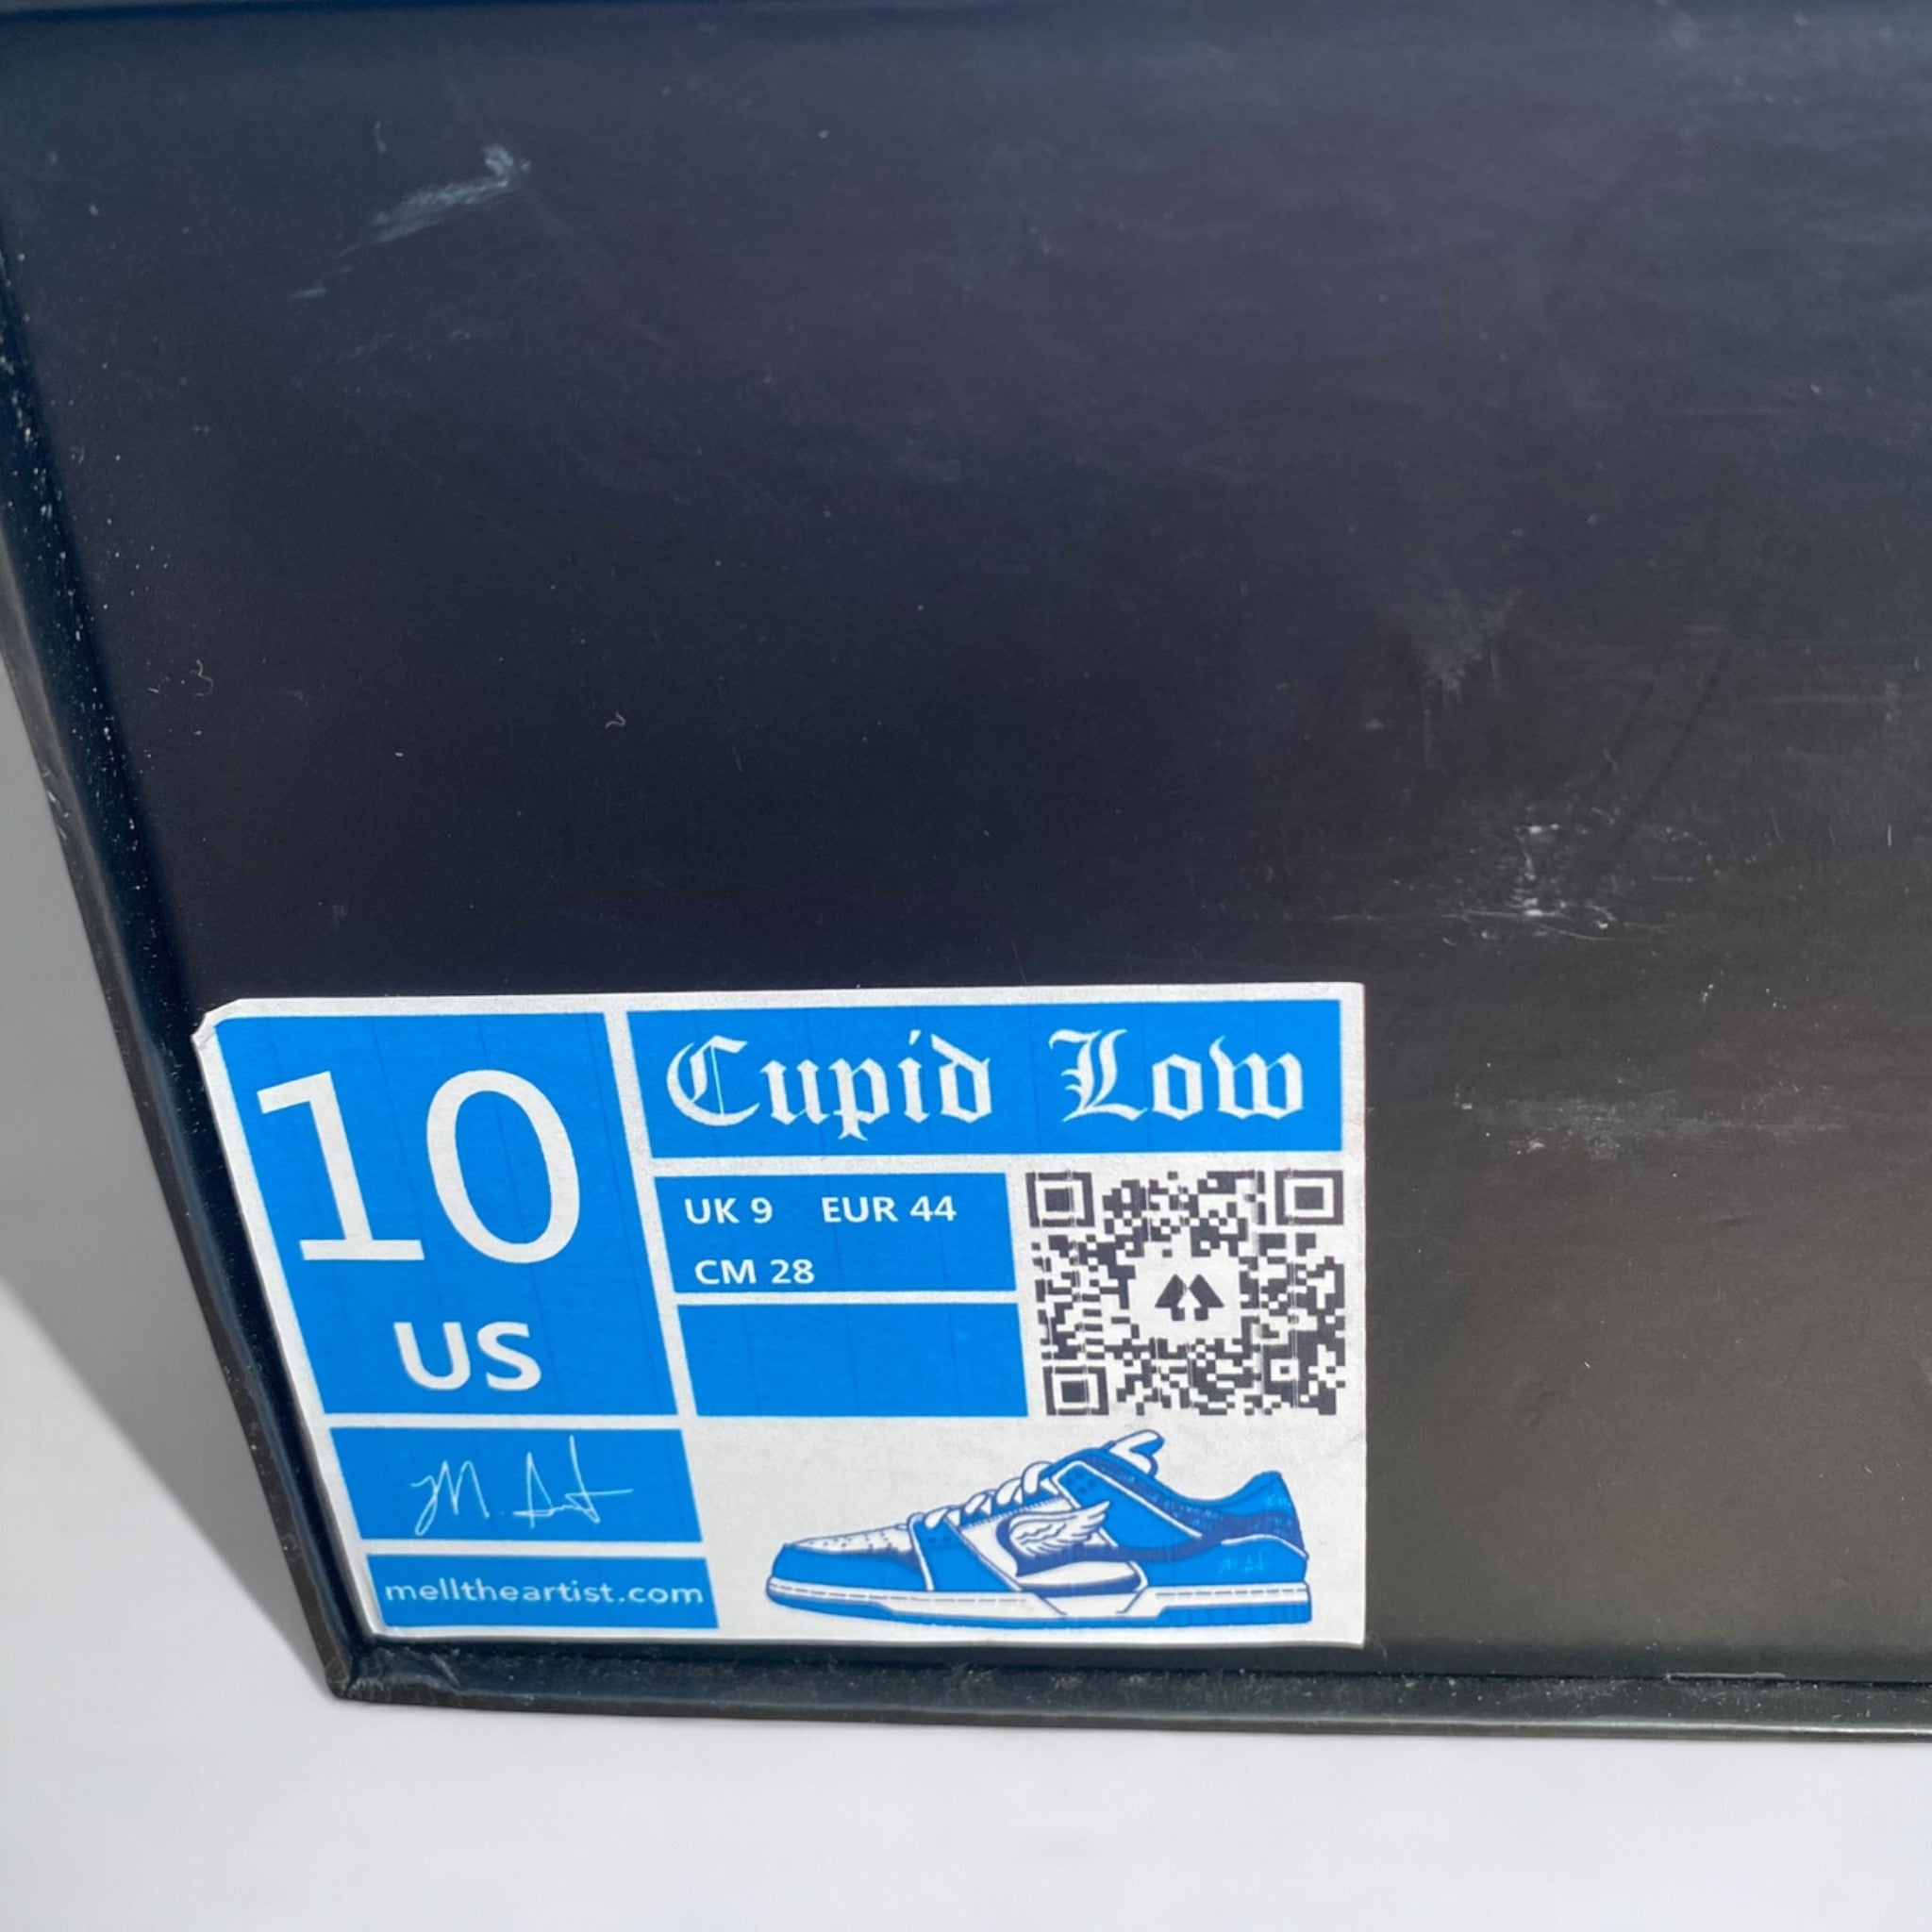 10
US
Cupid Low
UK 9 EUR 44
CM 28
melltheartist.com